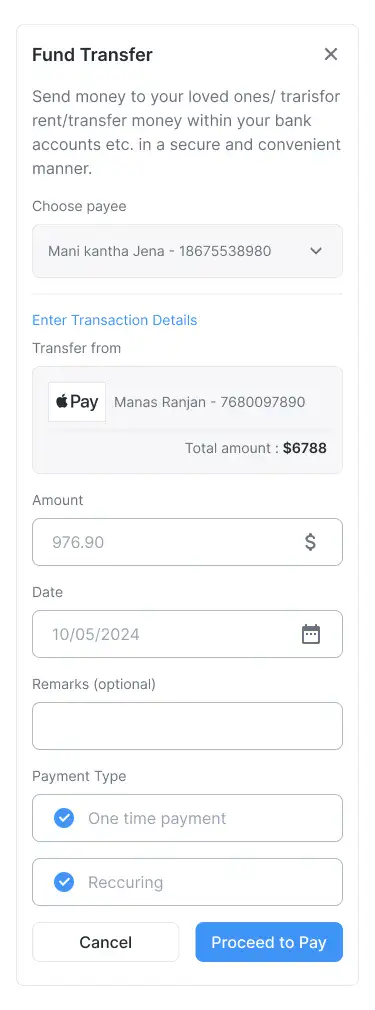 Fund Transfer
Send money to your loved ones/ trarisfor
rent/transfer money within your bank
accounts etc. in a secure and convenient
manner.
Choose payee
Mani kantha Jena - 18675538980
Enter Transaction Details
Transfer from
Pay Manas Ranjan - 7680097890
Total amount : $6788
Amount
976.90 $
Date
10/05/2024
Remarks (optional)
Payment Type
One time payment
Reccuring
Cancel Proceed to Pay